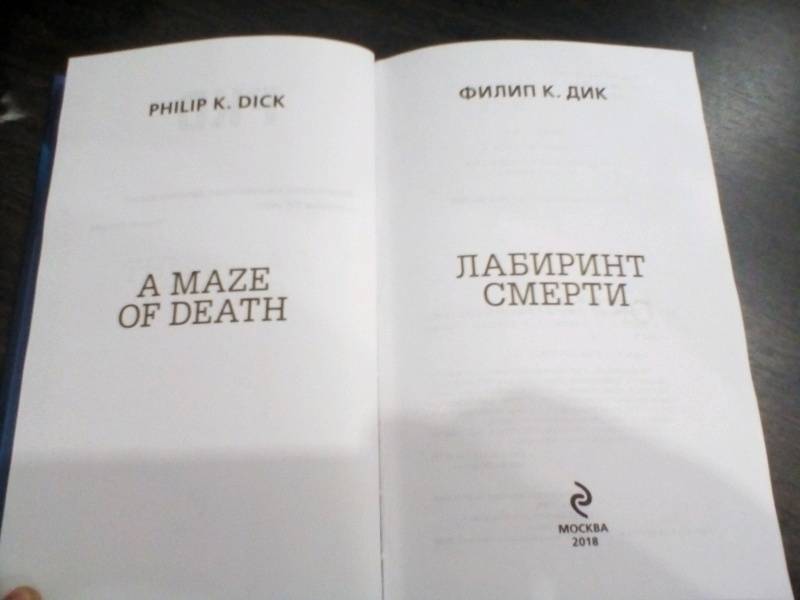 PHILIP K. DICK
A MAZE
OF DEATH
ФИЛИП К. ДИК
ЛАБИРИНТ
СМЕРТИ
МОСКВА
2018